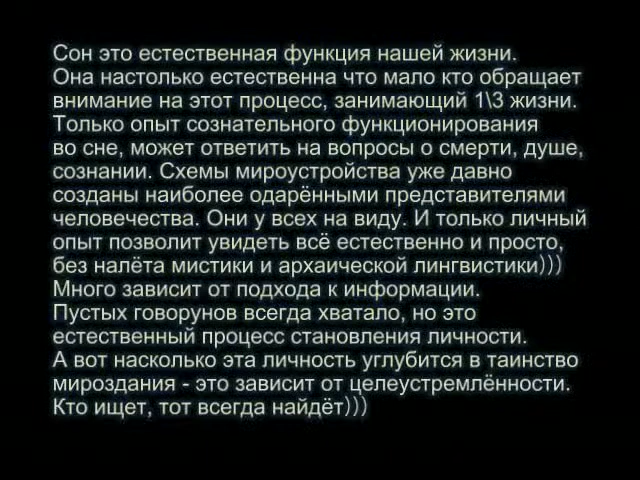 Сон это естественная функция нашей жизни.
Она настолько естественна что мало кто обращает
внимание на этот процесс, занимающий 1\3 жизни.
Только опыт сознательного функционирования
во сне, может ответить на вопросы о смерти, душе,
сознании. Схемы мироустройства уже давно
созданы наиболее одарёнными представителями
человечества. Они у всех на виду. И только личный
опыт позволит увидеть всё естественно и просто,
без налёта мистики и архаической лингвистики)))
Много зависит от подхода к информации.
Пустых говорунов всегда хватало, но это
естественный процесс становления личности.
А вот насколько эта личность углубится в таинство
мироздания - это зависит от целеустремлённости.
Кто ищет, тот всегда найдёт)))